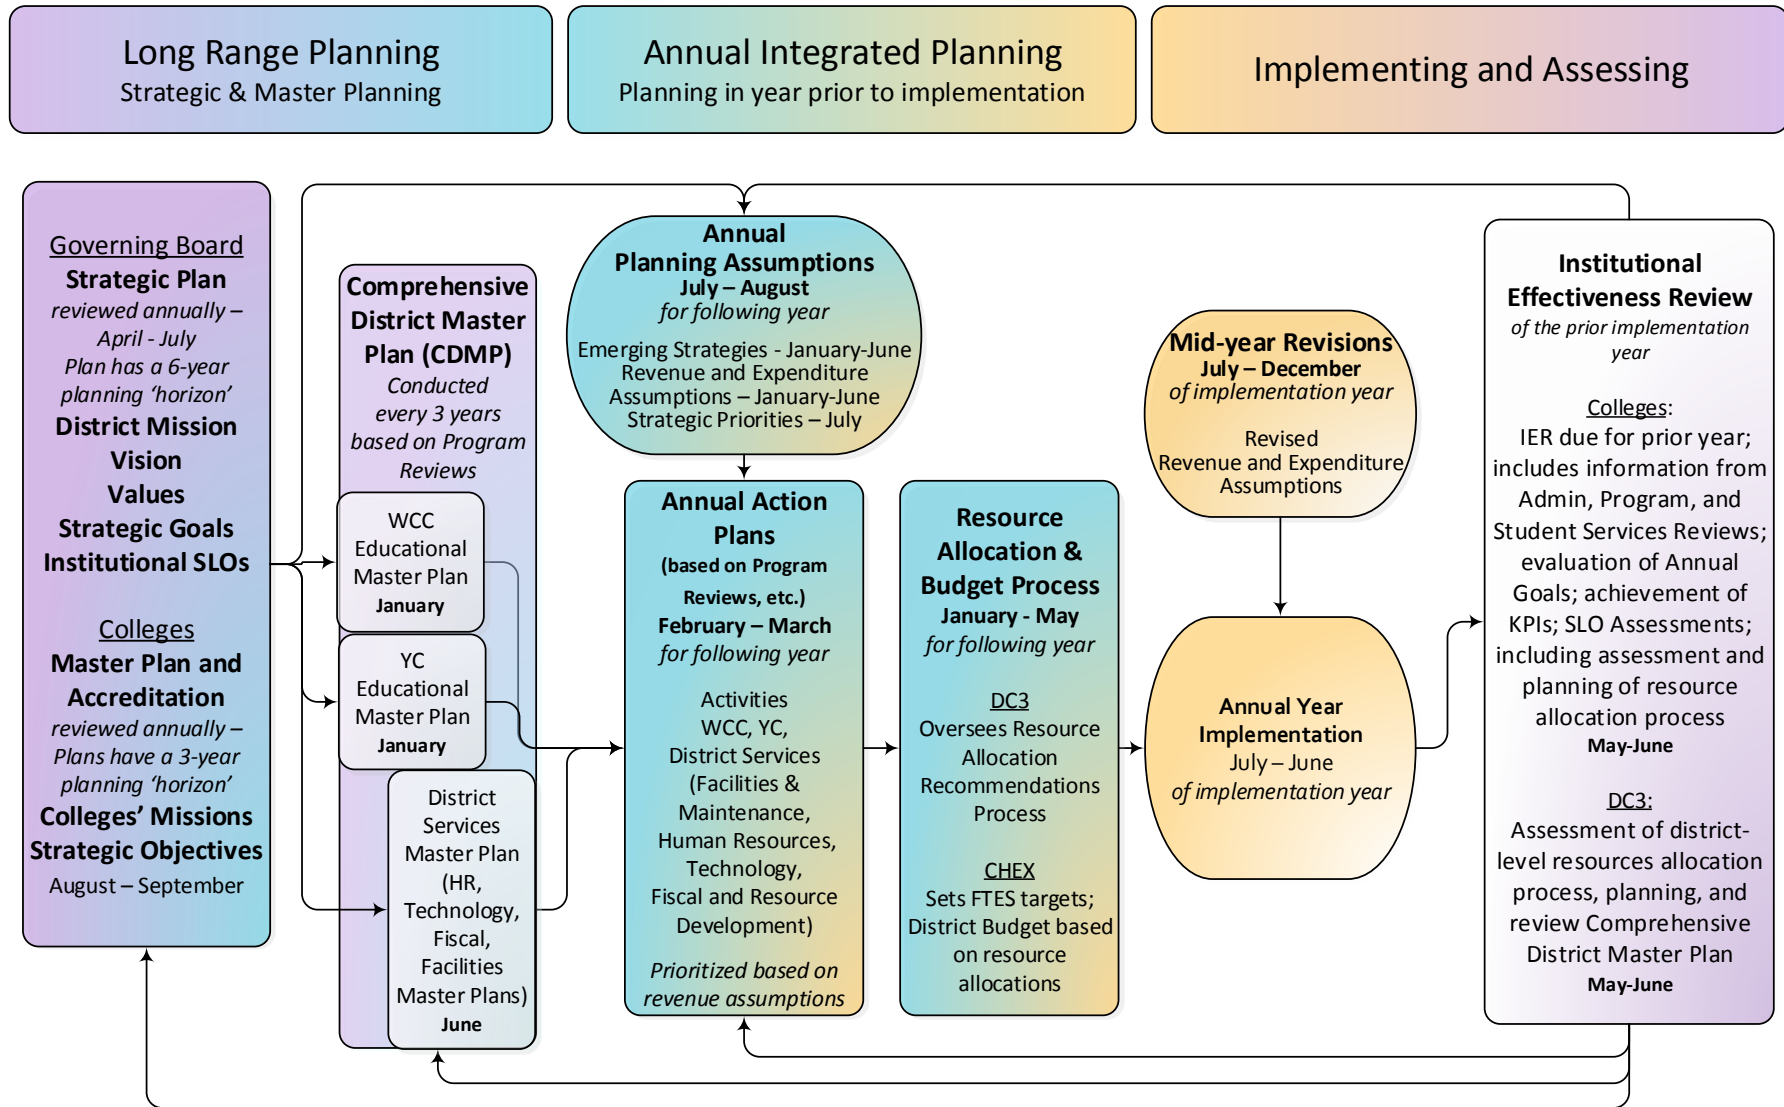 Long Range Planning
Strategic & Master Planning
Annual Integrated Planning
Planning in year prior to implementation
Implementing and Assessing
Governing Board
Strategic Plan
reviewed annually –
April - July
Plan has a 6-year
planning ‘horizon’
District Mission
Vision
Values
Strategic Goals
Institutional SLOs
Colleges
Master Plan and
Accreditation
reviewed annually –
Plans have a 3-year
planning ‘horizon’
Colleges’ Missions
Strategic Objectives
August – September
Comprehensive
District Master
Plan (CDMP)
Conducted
every 3 years
based on Program
Reviews
WCC
Educational
Master Plan
January
YC
Educational
Master Plan
January
District
Services
Master Plan
(HR,
Technology,
Fiscal,
Facilities
Master Plans)
June
Annual
Planning Assumptions
July – August
for following year
Emerging Strategies - January-June
Revenue and Expenditure
Assumptions – January-June
Strategic Priorities – July
Annual Action
Plans
(based on Program
Reviews, etc.)
February – March
for following year
Activities
WCC, YC,
District Services
(Facilities &
Maintenance,
Human Resources,
Technology,
Fiscal and Resource
Development)
Prioritized based on
revenue assumptions
Resource
Allocation &
Budget Process
January - May
for following year
DC3
Oversees Resource
Allocation
Recommendations
Process
CHEX
Sets FTES targets;
District Budget based
on resource
allocations
Mid-year Revisions
July – December
of implementation year
Revised
Revenue and Expenditure
Assumptions
Annual Year
Implementation
July – June
of implementation year
Institutional
Effectiveness Review
of the prior implementation
year
Colleges:
IER due for prior year;
includes information from
Admin, Program, and
Student Services Reviews;
evaluation of Annual
Goals; achievement of
KPIs; SLO Assessments;
including assessment and
planning of resource
allocation process
May-June
DC3:
Assessment of district-
level resources allocation
process, planning, and
review Comprehensive
District Master Plan
May-June